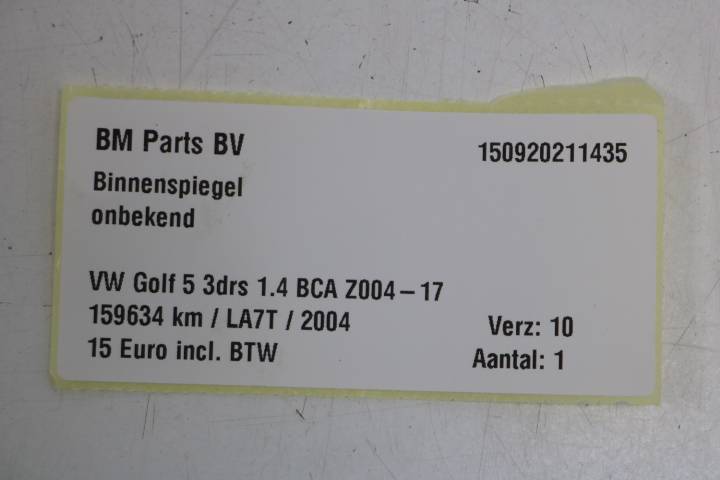 BM Parts BV 150920211435
Binnenspiegel
onbekend
VW Golf 5 3drs 1.4 BCA Z004-17
159634 km / LA7T / 2004 Verz: 10
15 Euro incl. BTW Aantal: 1